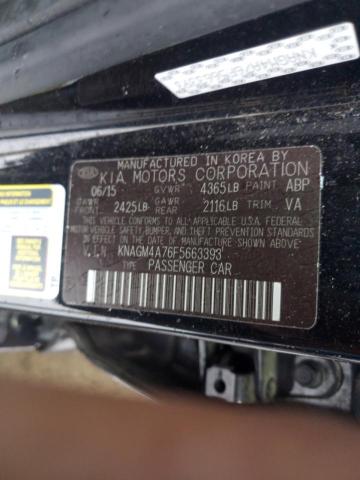 MANUFACTURED IN KOREA BY
KIA KIA MOTORS CORPORATION
06/15 GVWR 4365LB PAINT ABP
GAWR FRONT 2425LB GAWR REAR 2116LB TRIM VA
THIS VEHICLE CONFORMS TO ALL APPLICABLE U.S.A. FEDERAL
MOTOR VEHICLE SAFETY, BUMPER, AND THEFT PREVENTION
STANDARDS IN EFFECT ON THE DATE OF MANUFACTURE SHOWN ABOVE.
V.I.N KNAGM4A76F5663393
TYPE PASSENGER CAR